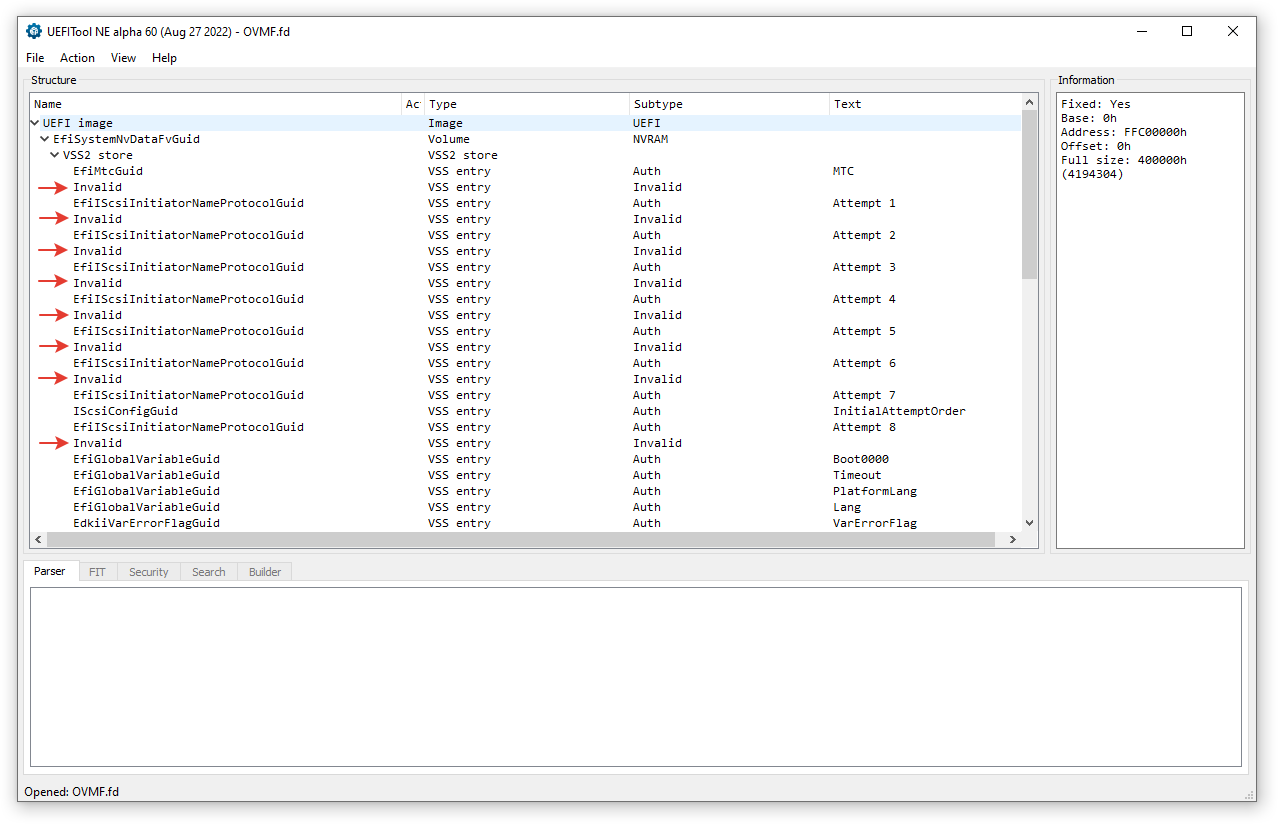 UEFITool NE alpha 60 (Aug 27 2022) - OVMF.fd
File Action View Help
Structure
Name Ac Type Subtype Text
UEFI image Image UEFI
EfiSystemNvDataFvGuid Volume NVRAM
VSS2 store VSS2 store
EfiMtcGuid VSS entry Auth MTC
Invalid VSS entry Invalid
EfiIScsiInitiatorNameProtocolGuid VSS entry Auth Attempt 1
Invalid VSS entry Invalid
EfiIScsiInitiatorNameProtocolGuid VSS entry Auth Attempt 2
Invalid VSS entry Invalid
EfiIScsiInitiatorNameProtocolGuid VSS entry Auth Attempt 3
Invalid VSS entry Invalid
EfiIScsiInitiatorNameProtocolGuid VSS entry Auth Attempt 4
Invalid VSS entry Invalid
EfiIScsiInitiatorNameProtocolGuid VSS entry Auth Attempt 5
Invalid VSS entry Invalid
EfiIScsiInitiatorNameProtocolGuid VSS entry Auth Attempt 6
Invalid VSS entry Invalid
EfiIScsiInitiatorNameProtocolGuid VSS entry Auth Attempt 7
IScsiConfigGuid VSS entry Auth InitialAttemptOrder
EfiIScsiInitiatorNameProtocolGuid VSS entry Auth Attempt 8
Invalid VSS entry Invalid
EfiGlobalVariableGuid VSS entry Auth Boot0000
EfiGlobalVariableGuid VSS entry Auth Timeout
EfiGlobalVariableGuid VSS entry Auth PlatformLang
EfiGlobalVariableGuid VSS entry Auth Lang
EdkiiVarErrorFlagGuid VSS entry Auth VarErrorFlag
Information
Fixed: Yes
Base: 0h
Address: FFC00000h
Offset: 0h
Full size: 400000h
(4194304)
Parser FIT Security Search Builder
Opened: OVMF.fd